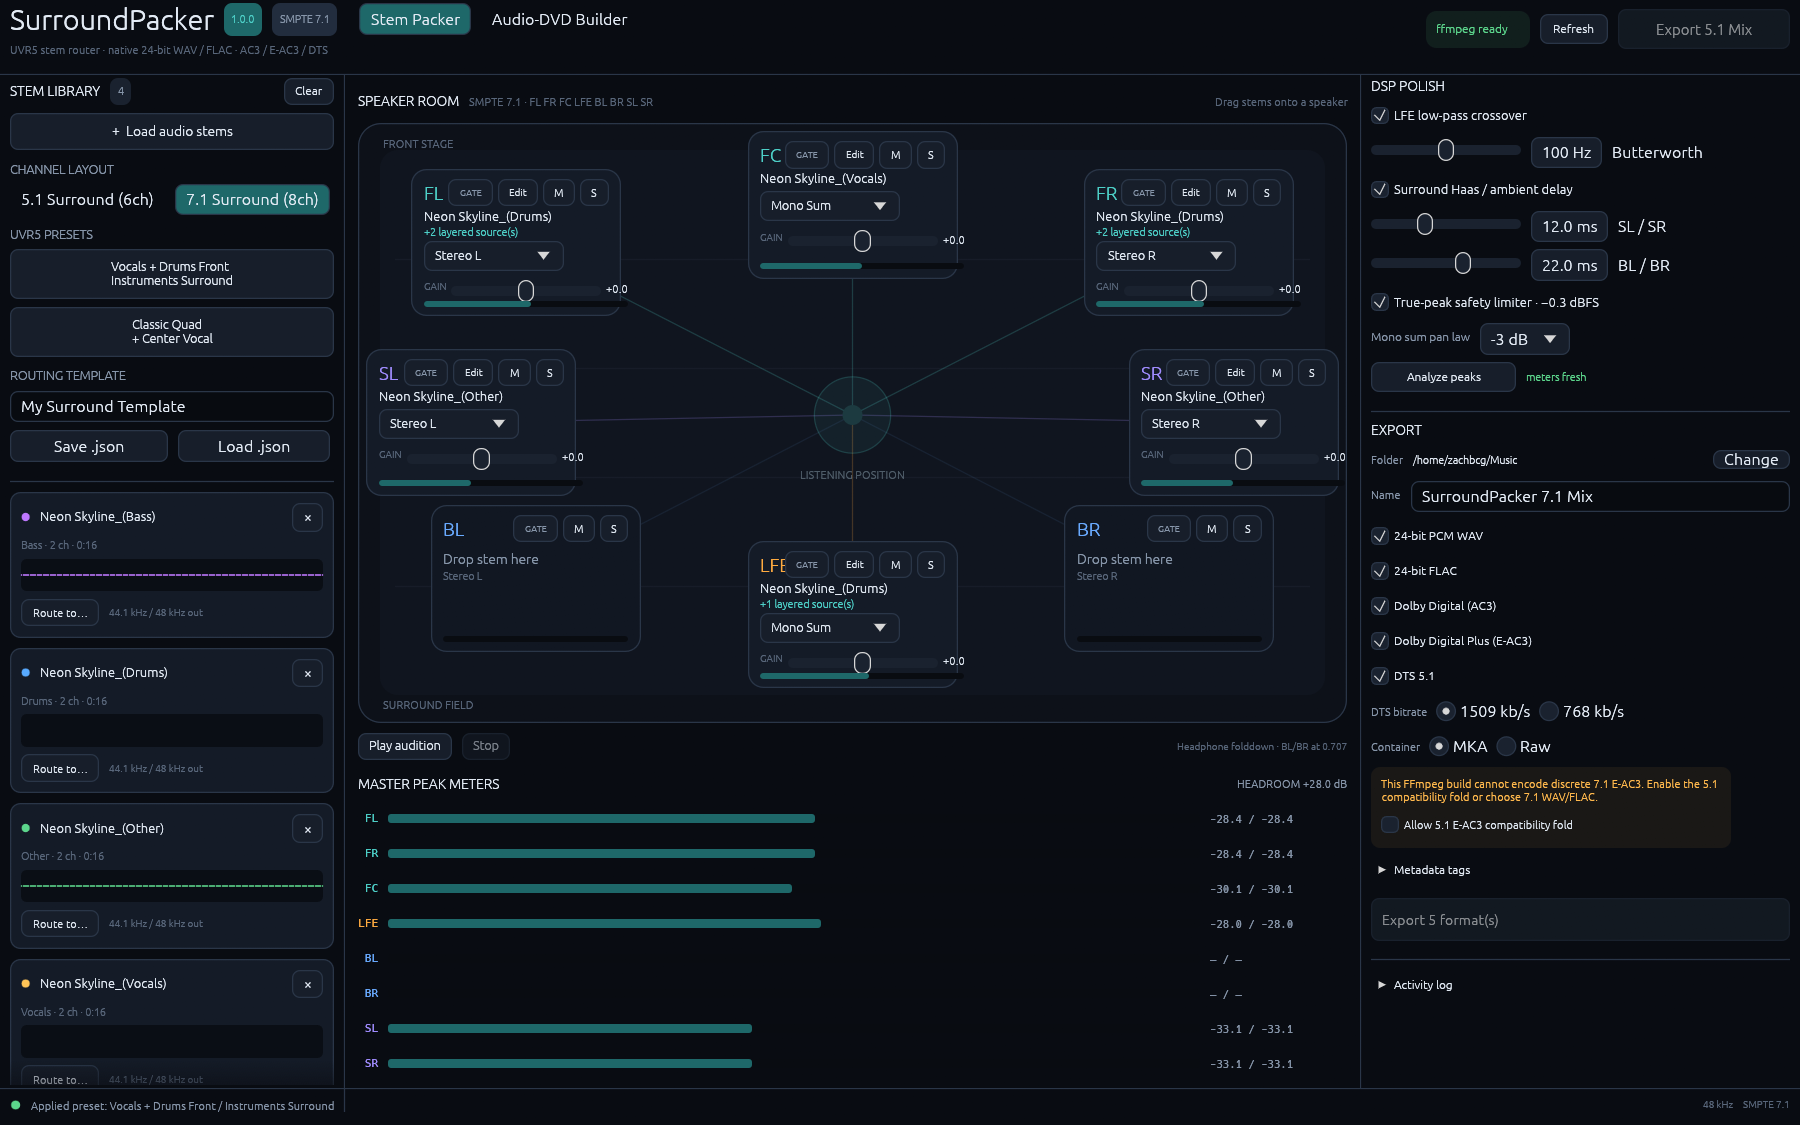 SurroundPacker 1.0.0 SMPTE 7.1
UVR5 stem router · native 24-bit WAV / FLAC · AC3 / E-AC3 / DTS
Stem Packer Audio-DVD Builder
ffmpeg ready Refresh Export 5.1 Mix
STEM LIBRARY 4 Clear
+ Load audio stems
CHANNEL LAYOUT
5.1 Surround (6ch) 7.1 Surround (8ch)
UVR5 PRESETS
Vocals + Drums Front
Instruments Surround
Classic Quad
+ Center Vocal
ROUTING TEMPLATE
My Surround Template
Save .json Load .json
Neon Skyline_(Bass) ×
Bass · 2 ch · 0:16
Route to... 44.1 kHz / 48 kHz out
Neon Skyline_(Drums) ×
Drums · 2 ch · 0:16
Route to... 44.1 kHz / 48 kHz out
Neon Skyline_(Other) ×
Other · 2 ch · 0:16
Route to... 44.1 kHz / 48 kHz out
Neon Skyline_(Vocals) ×
Vocals · 2 ch · 0:16
Route to... 44.1 kHz / 48 kHz out
SPEAKER ROOM SMPTE 7.1 · FL FR FC LFE BL BR SL SR Drag stems onto a speaker
FRONT STAGE
FC GATE Edit M S
Neon Skyline_(Vocals)
Mono Sum
GAIN +0.0
FL GATE Edit M S
Neon Skyline_(Drums)
+2 layered source(s)
Stereo L
GAIN +0.0
FR GATE Edit M S
Neon Skyline_(Drums)
+2 layered source(s)
Stereo R
GAIN +0.0
SL GATE Edit M S
Neon Skyline_(Other)
Stereo L
GAIN +0.0
SR GATE Edit M S
Neon Skyline_(Other)
Stereo R
GAIN +0.0
LISTENING POSITION
BL GATE M S
Drop stem here
Stereo L
LFE GATE Edit M S
Neon Skyline_(Drums)
+1 layered source(s)
Mono Sum
GAIN +0.0
BR GATE M S
Drop stem here
Stereo R
SURROUND FIELD
Play audition Stop Headphone folddown · BL/BR at 0.707
MASTER PEAK METERS HEADROOM +28.0 dB
FL -28.4 / -28.4
FR -28.4 / -28.4
FC -30.1 / -30.1
LFE -28.0 / -28.0
BL — / —
BR — / —
SL -33.1 / -33.1
SR -33.1 / -33.1
DSP POLISH
LFE low-pass crossover
100 Hz Butterworth
Surround Haas / ambient delay
12.0 ms SL / SR
22.0 ms BL / BR
True-peak safety limiter · −0.3 dBFS
Mono sum pan law -3 dB
Analyze peaks meters fresh
EXPORT
Folder /home/zachbcg/Music Change
Name SurroundPacker 7.1 Mix
24-bit PCM WAV
24-bit FLAC
Dolby Digital (AC3)
Dolby Digital Plus (E-AC3)
DTS 5.1
DTS bitrate 1509 kb/s 768 kb/s
Container MKA Raw
This FFmpeg build cannot encode discrete 7.1 E-AC3. Enable the 5.1
compatibility fold or choose 7.1 WAV/FLAC.
Allow 5.1 E-AC3 compatibility fold
Metadata tags
Export 5 format(s)
Activity log
Applied preset: Vocals + Drums Front / Instruments Surround
48 kHz SMPTE 7.1